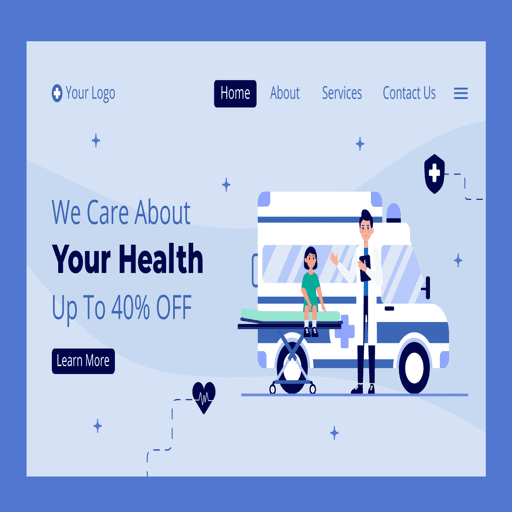 Your Logo
Home
About
Services
Contact Us
We Care About
Your Health
Up To 40% OFF
Learn More